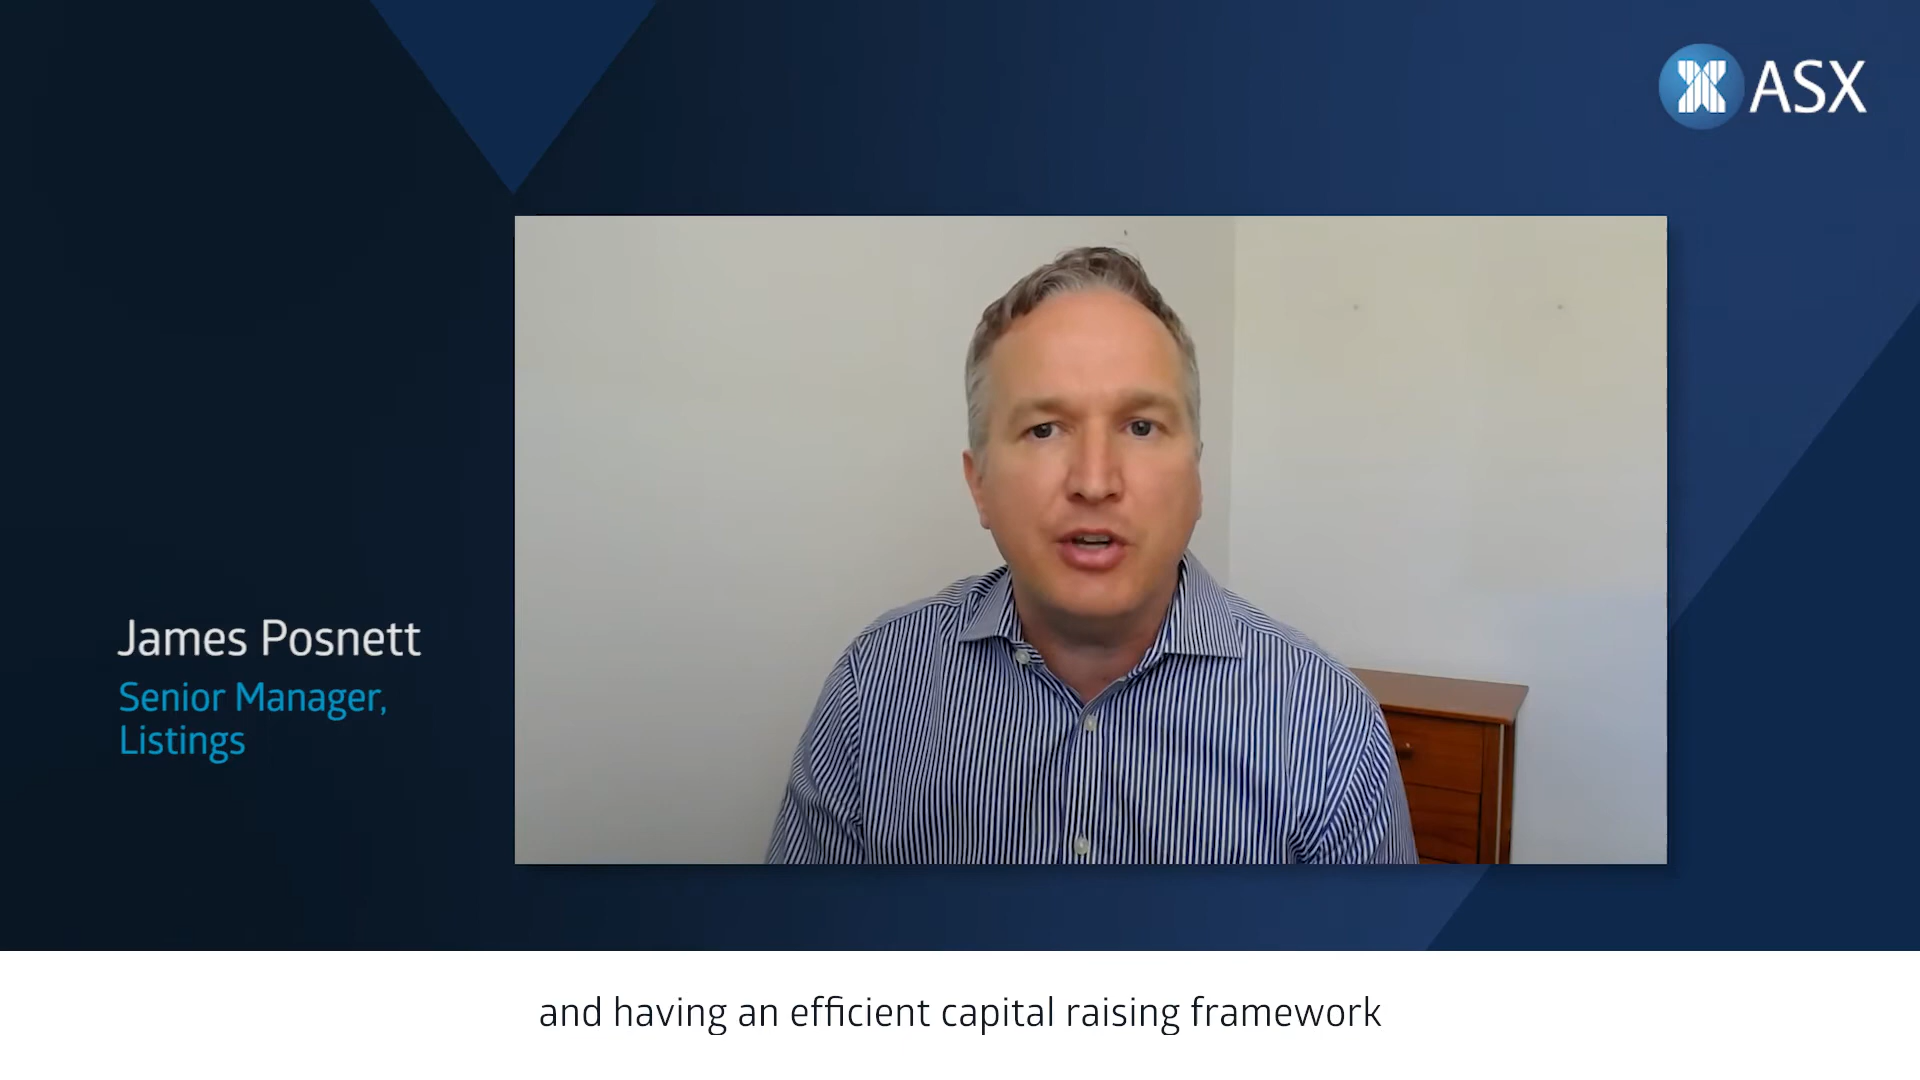 ASX
James Posnett
Senior Manager,
Listings
and having an efficient capital raising framework